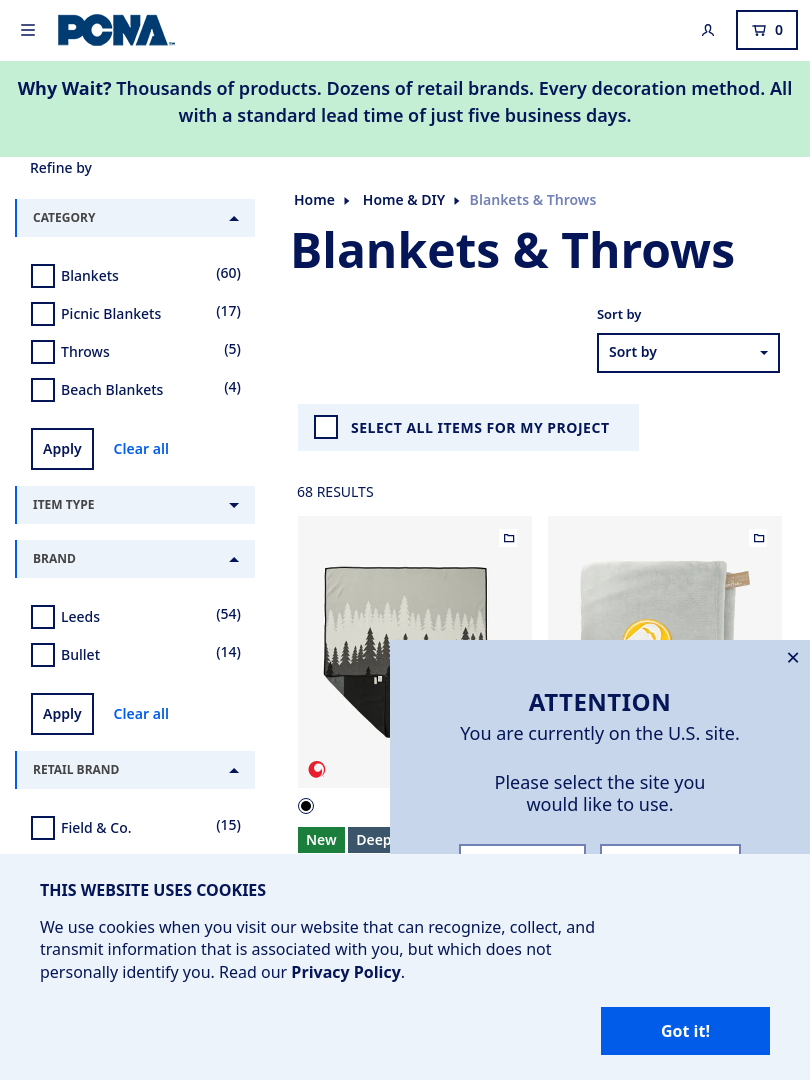 PCNA
0
Why Wait? Thousands of products. Dozens of retail brands. Every decoration method. All
with a standard lead time of just five business days.
Refine by
CATEGORY
Blankets (60)
Picnic Blankets (17)
Throws (5)
Beach Blankets (4)
Apply Clear all
ITEM TYPE
BRAND
Leeds (54)
Bullet (14)
Apply Clear all
RETAIL BRAND
Field & Co. (15)
Home Home & DIY Blankets & Throws
Blankets & Throws
Sort by
Sort by
SELECT ALL ITEMS FOR MY PROJECT
68 RESULTS
New Deep
ATTENTION
You are currently on the U.S. site.
Please select the site you
would like to use.
THIS WEBSITE USES COOKIES
We use cookies when you visit our website that can recognize, collect, and
transmit information that is associated with you, but which does not
personally identify you. Read our Privacy Policy.
Got it!